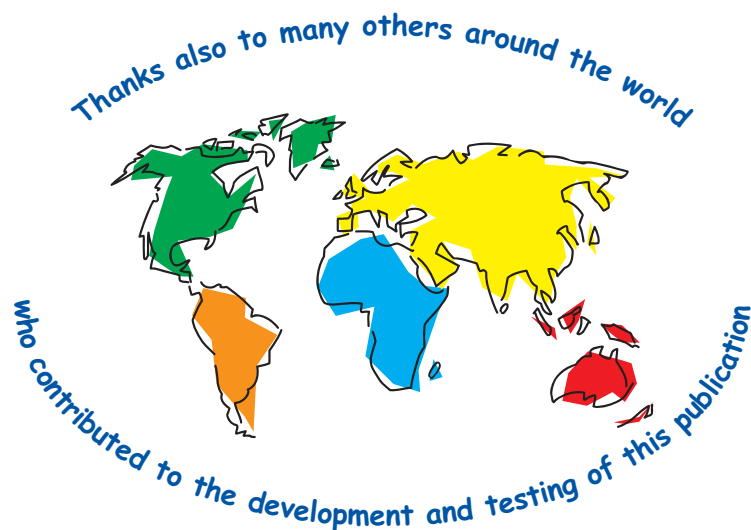 Thanks also to many others around the world
who contributed to the development and testing of this publication